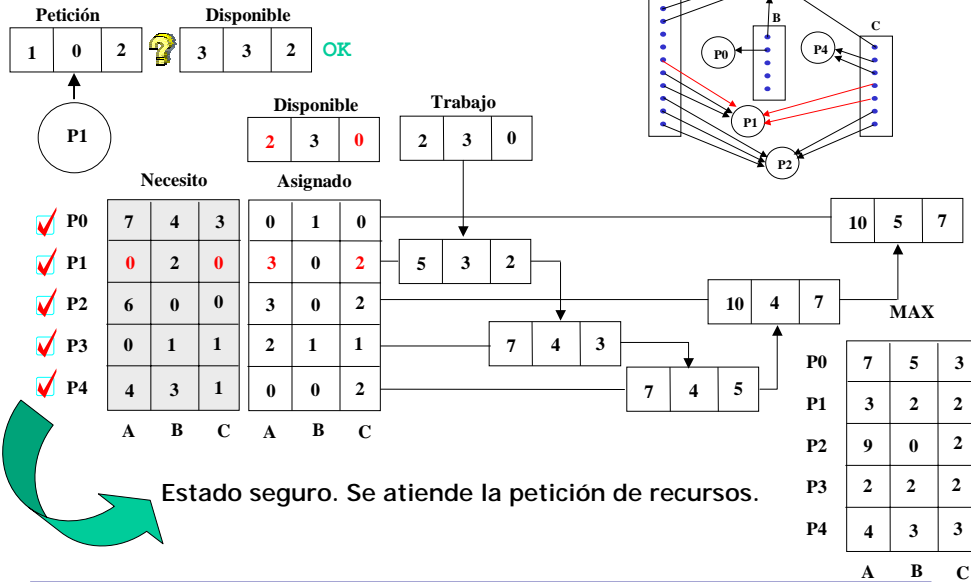 Petición Disponible
1 0 2 3 3 2 OK
P1
B
C
P0
P4
P1
P2
Disponible Trabajo
2 3 0 2 3 0
Necesito Asignado
P0 7 4 3 0 1 0 10 5 7
P1 0 2 0 3 0 2 5 3 2
P2 6 0 0 3 0 2 10 4 7
MAX
P3 0 1 1 2 1 1 7 4 3
P4 4 3 1 0 0 2 7 4 5
A B C A B C
P0 7 5 3
P1 3 2 2
P2 9 0 2
P3 2 2 2
P4 4 3 3
A B C
Estado seguro. Se atiende la petición de recursos.